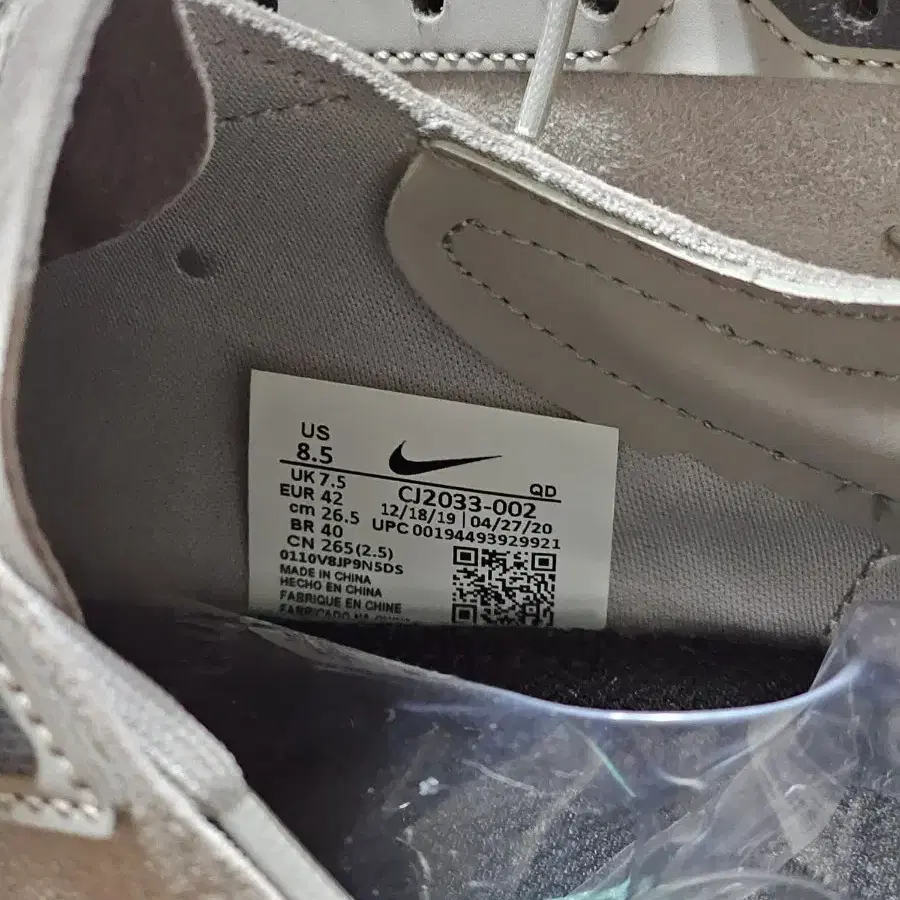 US
8.5
UK 7.5
EUR 42
cm 26.5
BR 40
CN 265(2.5)
QD
CJ2033-002
12/18/19 | 04/27/20
UPC 00194493929921
0110V8JP9N5DS
MADE IN CHINA
HECHO EN CHINA
FABRIQUE EN CHINE
FABRICADO NA